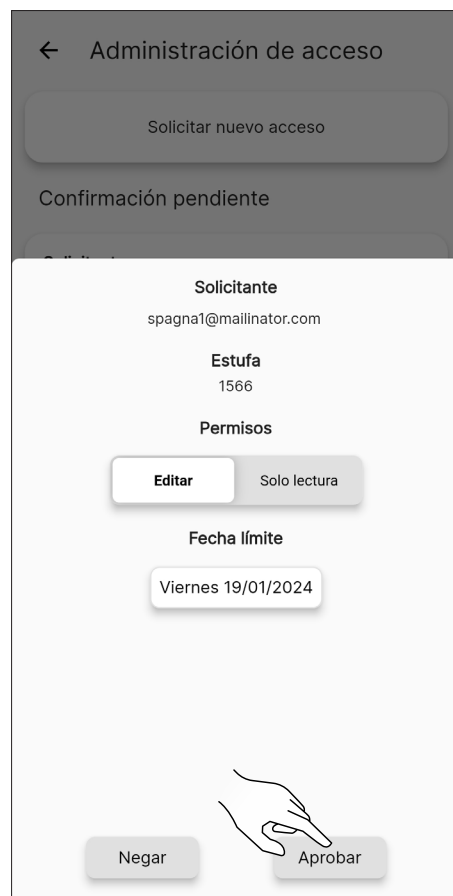 Administración de acceso
Solicitar nuevo acceso
Confirmación pendiente
Solicitante
spagna1@mailinator.com
Estufa
1566
Permisos
Editar
Solo lectura
Fecha límite
Viernes 19/01/2024
Negar
Aprobar